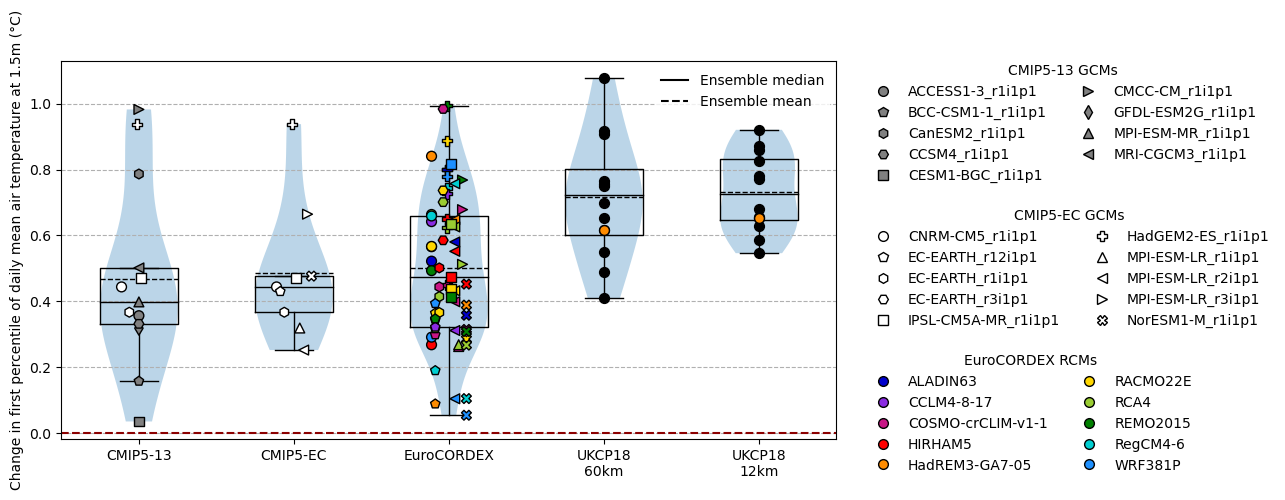 Change in first percentile of daily mean air temperature at 1.5m (°C)
1.0
0.8
0.6
0.4
0.2
0.0
CMIP5-13
CMIP5-EC
EuroCORDEX
UKCP18
60km
UKCP18
12km
Ensemble median
Ensemble mean
CMIP5-13 GCMs
ACCESS1-3_r1i1p1
BCC-CSM1-1_r1i1p1
CanESM2_r1i1p1
CCSM4_r1i1p1
CESM1-BGC_r1i1p1
CMCC-CM_r1i1p1
GFDL-ESM2G_r1i1p1
MPI-ESM-MR_r1i1p1
MRI-CGCM3_r1i1p1
CMIP5-EC GCMs
CNRM-CM5_r1i1p1
EC-EARTH_r12i1p1
EC-EARTH_r1i1p1
EC-EARTH_r3i1p1
IPSL-CM5A-MR_r1i1p1
HadGEM2-ES_r1i1p1
MPI-ESM-LR_r1i1p1
MPI-ESM-LR_r2i1p1
MPI-ESM-LR_r3i1p1
NorESM1-M_r1i1p1
EuroCORDEX RCMs
ALADIN63
CCLM4-8-17
COSMO-crCLIM-v1-1
HIRHAM5
HadREM3-GA7-05
RACMO22E
RCA4
REMO2015
RegCM4-6
WRF381P